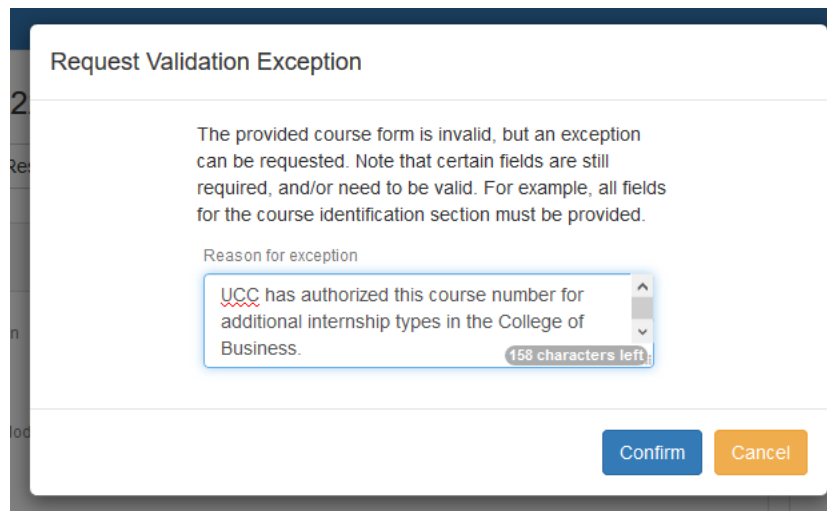 Request Validation Exception
2
Res
The provided course form is invalid, but an exception
can be requested. Note that certain fields are still
required, and/or need to be valid. For example, all fields
for the course identification section must be provided.
Reason for exception
UCC has authorized this course number for
additional internship types in the College of
Business.
158 characters left
n
lod
Confirm
Cancel